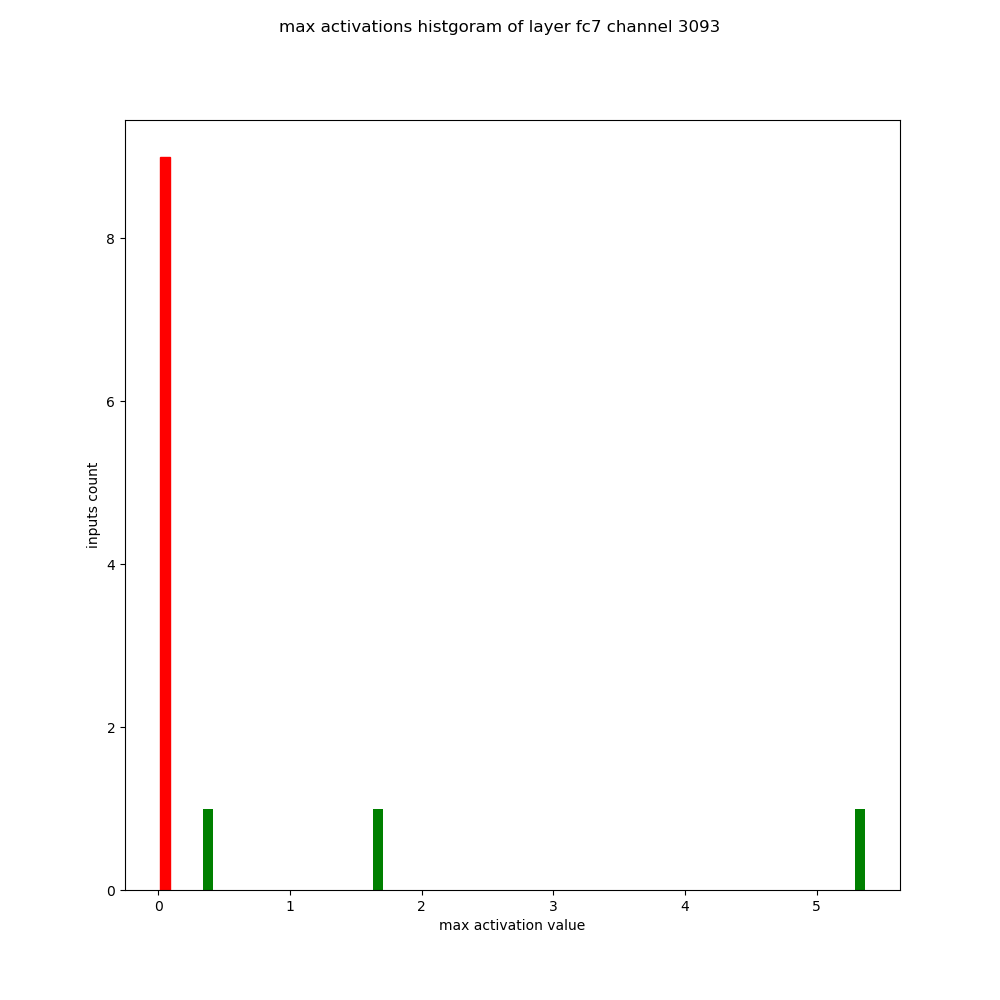 max activations histgoram of layer fc7 channel 3093
8
6
4
2
0
inputs count
0 1 2 3 4 5
max activation value